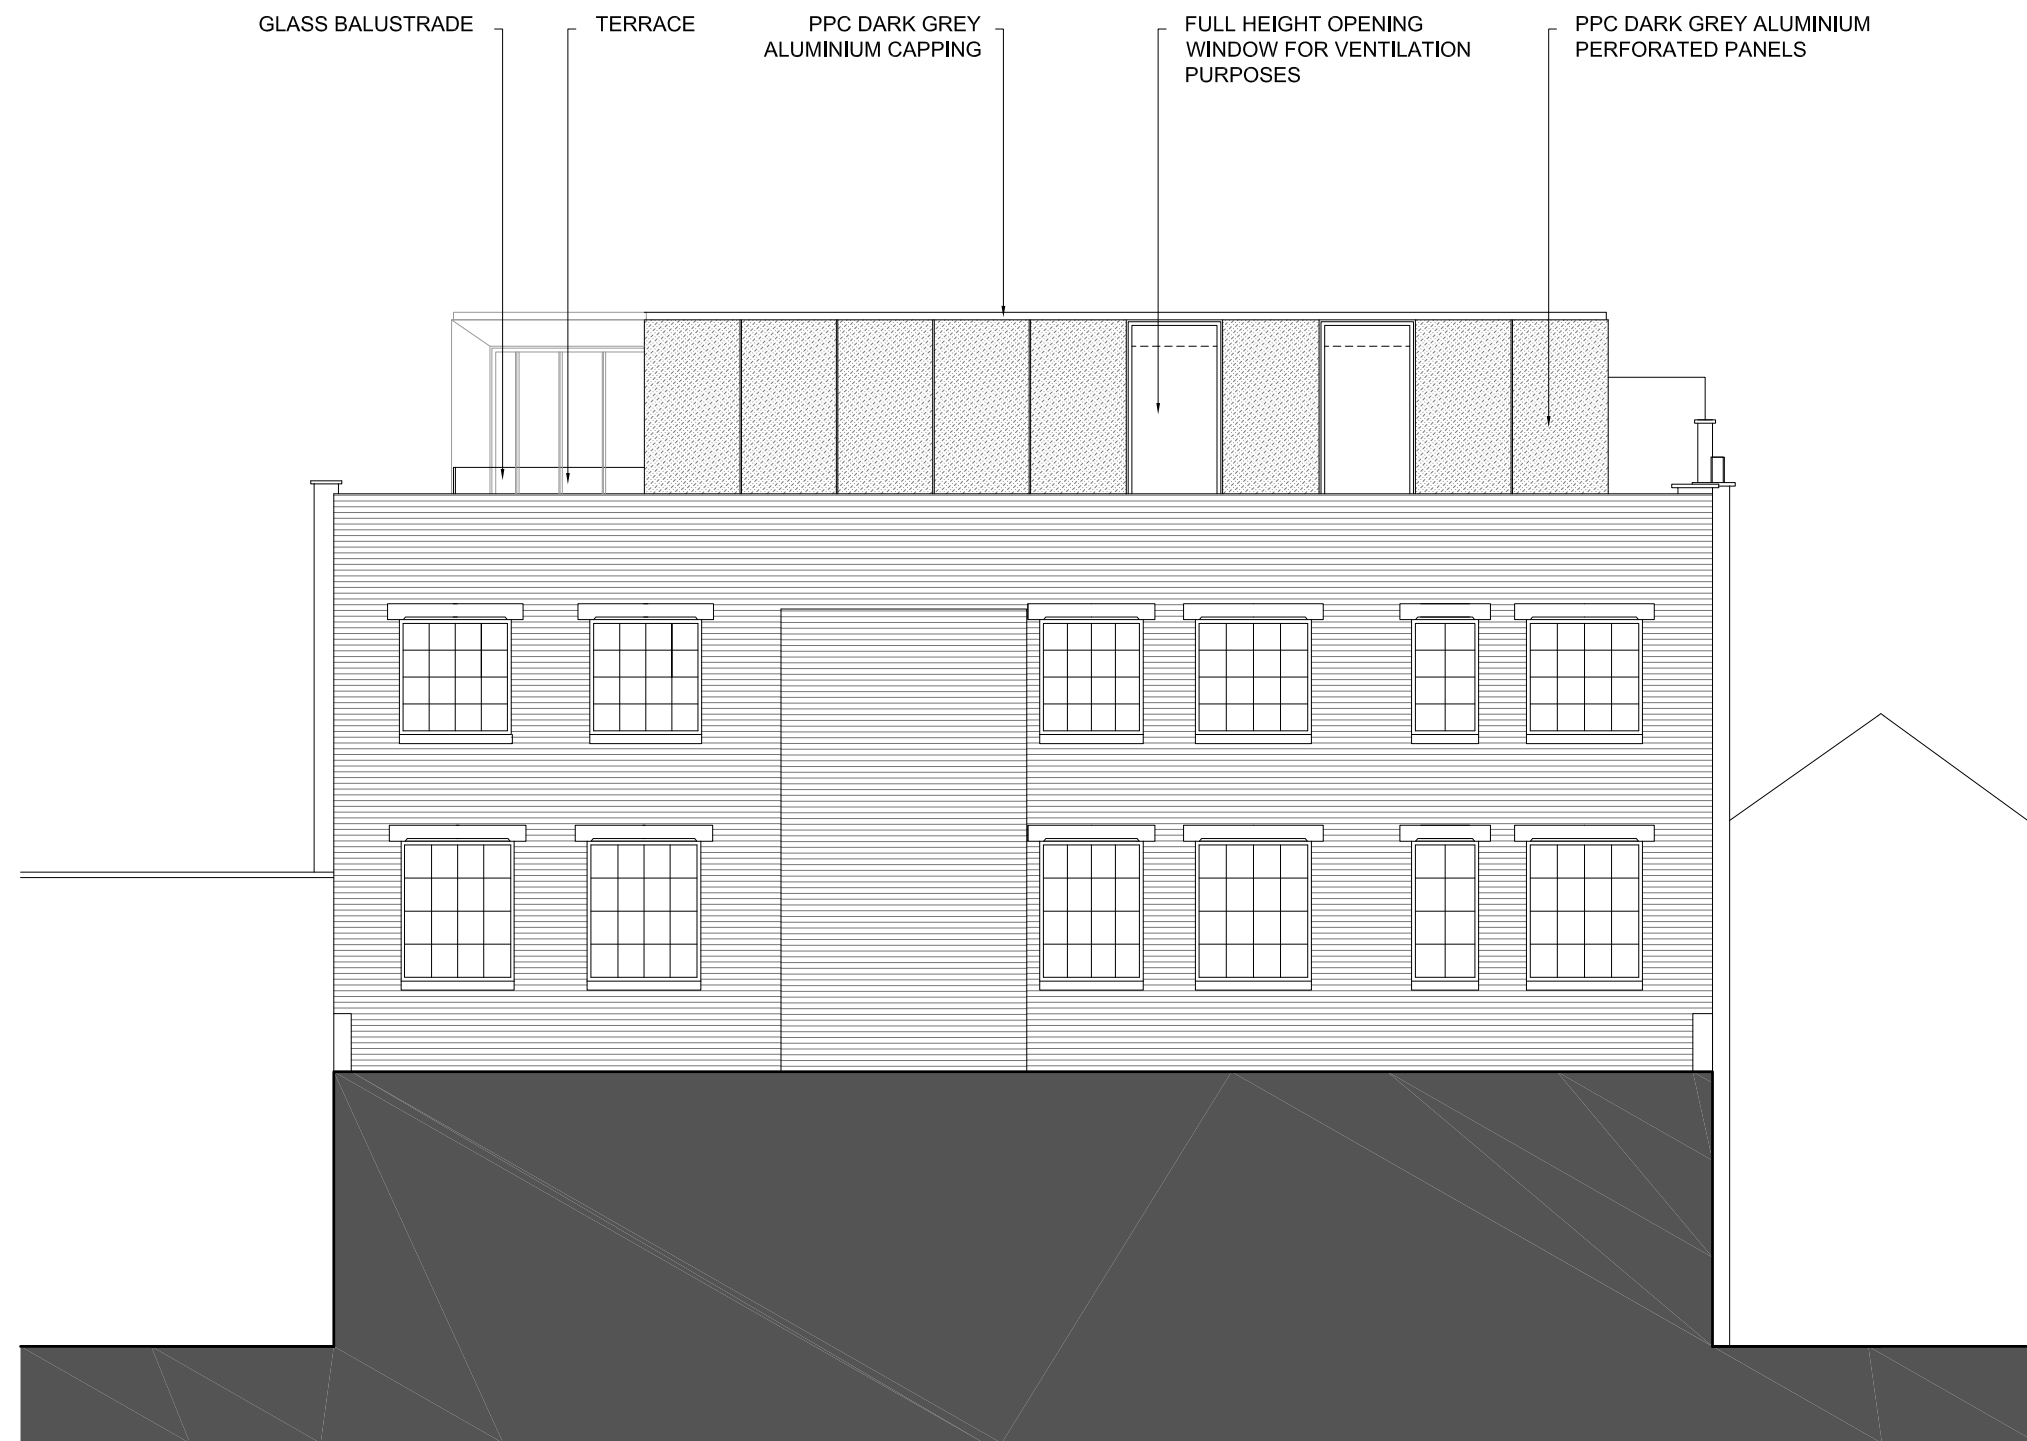 GLASS BALUSTRADE
TERRACE
PPC DARK GREY
ALUMINIUM CAPPING
FULL HEIGHT OPENING
WINDOW FOR VENTILATION
PURPOSES
PPC DARK GREY ALUMINIUM
PERFORATED PANELS